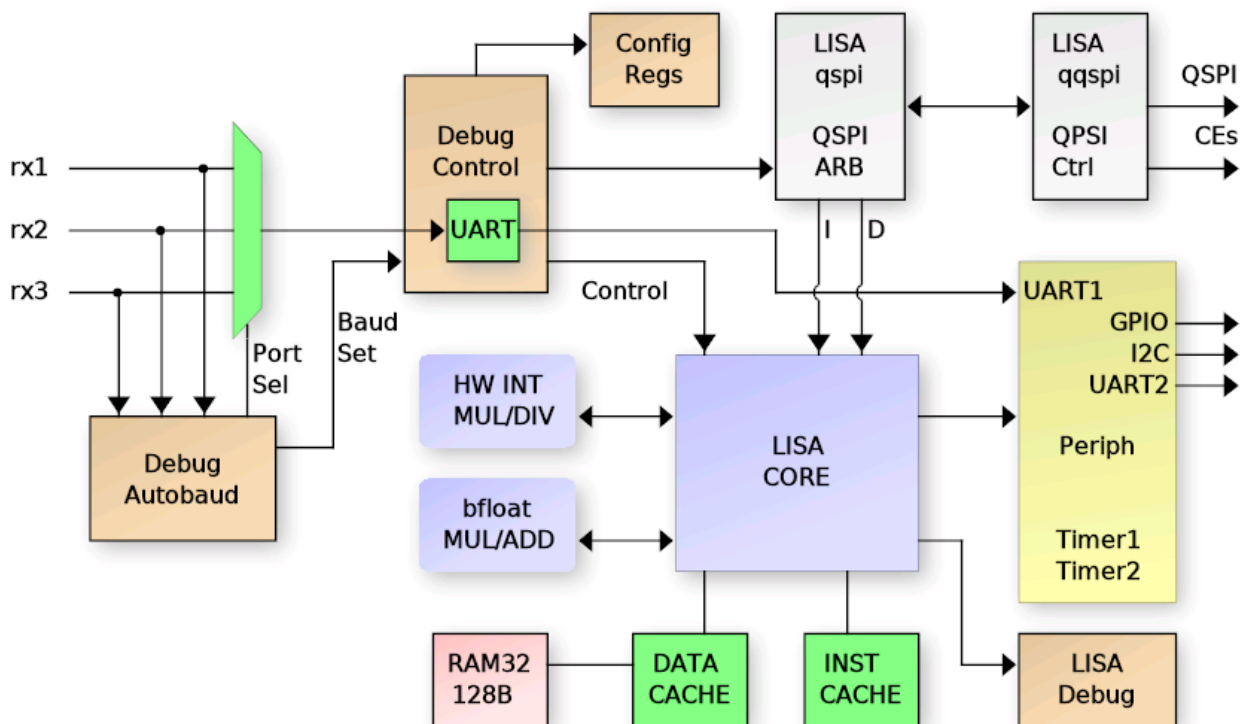 Config
Regs
LISA
qspi
QSPI
ARB
LISA
qqspi
QPSI
Ctrl
QSPI
CEs
Debug
Control
UART
rx1
rx2
rx3
I
D
Control
UART1
GPIO
I2C
UART2
Periph
Timer1
Timer2
Baud
Set
Port
Sel
HW INT
MUL/DIV
LISA
CORE
Debug
Autobaud
bfloat
MUL/ADD
RAM32
128B
DATA
CACHE
INST
CACHE
LISA
Debug